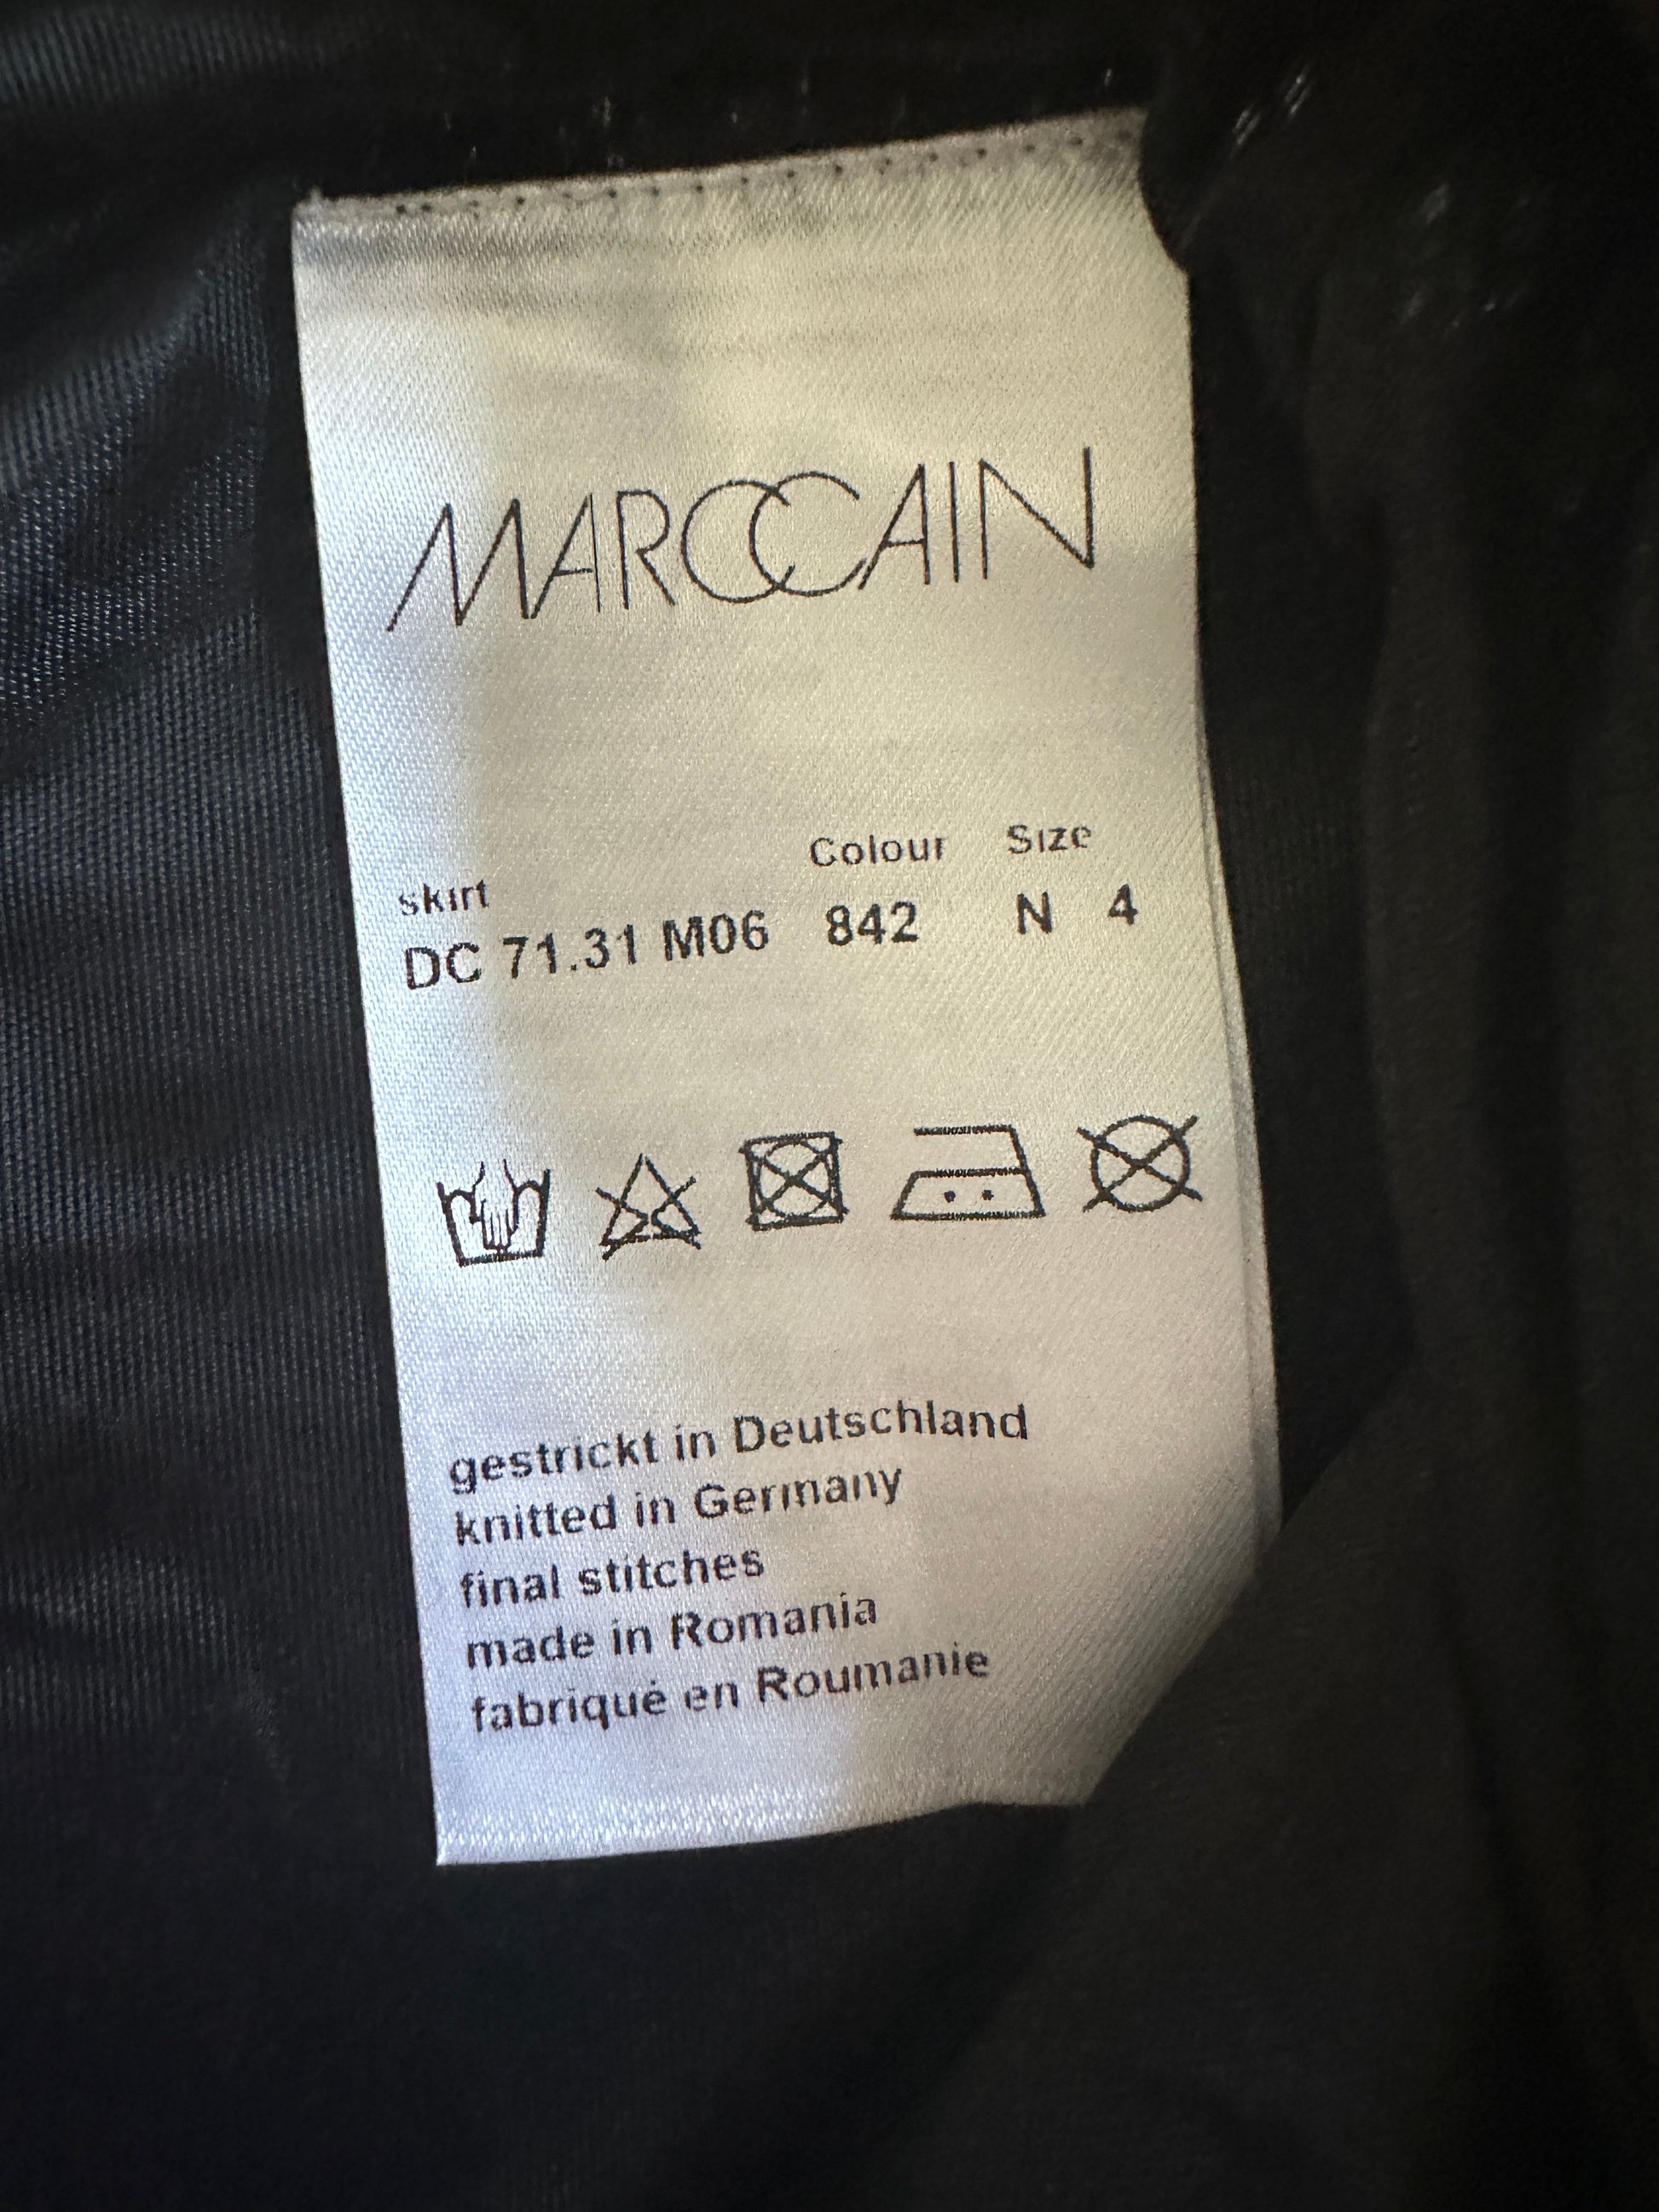 MARCCAIN
Colour Size
skirt
DC 71.31 M06 842 N 4
gestrickt in Deutschland
knitted in Germany
final stitches
made in Romania
fabriqué en Roumanie